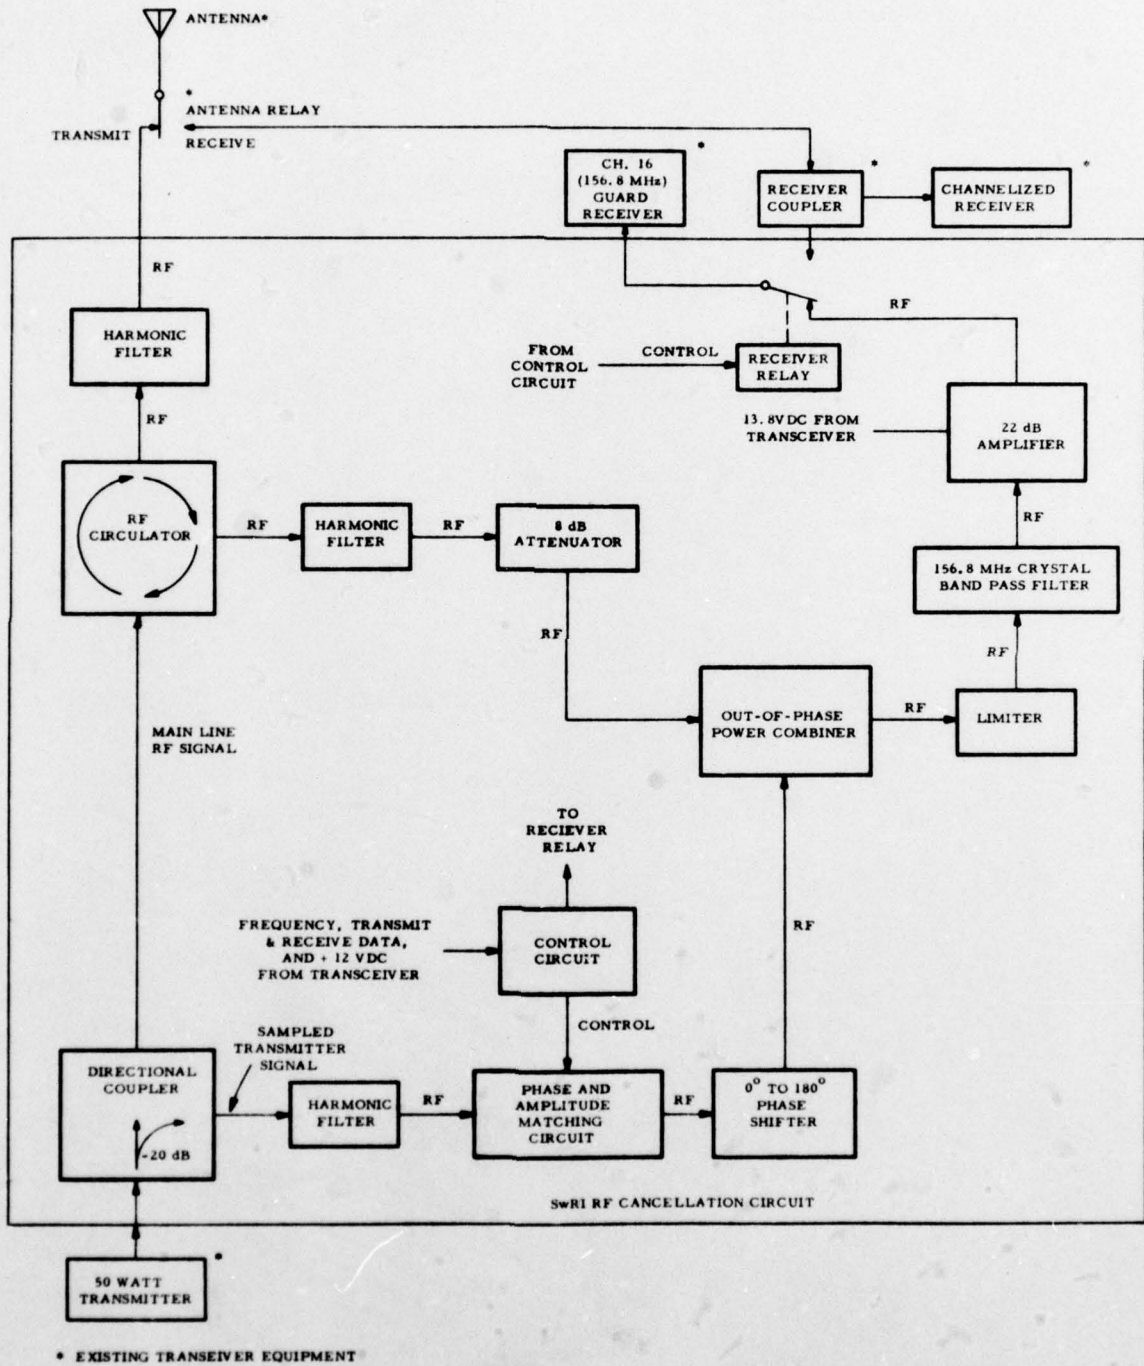 ANTENNA*
*
ANTENNA RELAY
TRANSMIT
RECEIVE
*
CH. 16
(156.8 MHz)
GUARD
RECEIVER
*
RECEIVER
COUPLER
*
CHANNELIZED
RECEIVER
RF
HARMONIC
FILTER
RF
FROM
CONTROL
CIRCUIT
CONTROL
RECEIVER
RELAY
RF
13.8VDC FROM
TRANSCEIVER
22 dB
AMPLIFIER
RF
RF
CIRCULATOR
RF
HARMONIC
FILTER
RF
8 dB
ATTENUATOR
RF
156.8 MHz CRYSTAL
BAND PASS FILTER
RF
RF
OUT-OF-PHASE
POWER COMBINER
RF
LIMITER
MAIN LINE
RF SIGNAL
TO
RECIEVER
RELAY
FREQUENCY, TRANSMIT
& RECEIVE DATA,
AND + 12 VDC
FROM TRANSCEIVER
CONTROL
CIRCUIT
RF
CONTROL
SAMPLED
TRANSMITTER
SIGNAL
DIRECTIONAL
COUPLER
-20 dB
HARMONIC
FILTER
RF
PHASE AND
AMPLITUDE
MATCHING
CIRCUIT
RF
0° TO 180°
PHASE
SHIFTER
SwRI RF CANCELLATION CIRCUIT
*
50 WATT
TRANSMITTER
* EXISTING TRANSEIVER EQUIPMENT